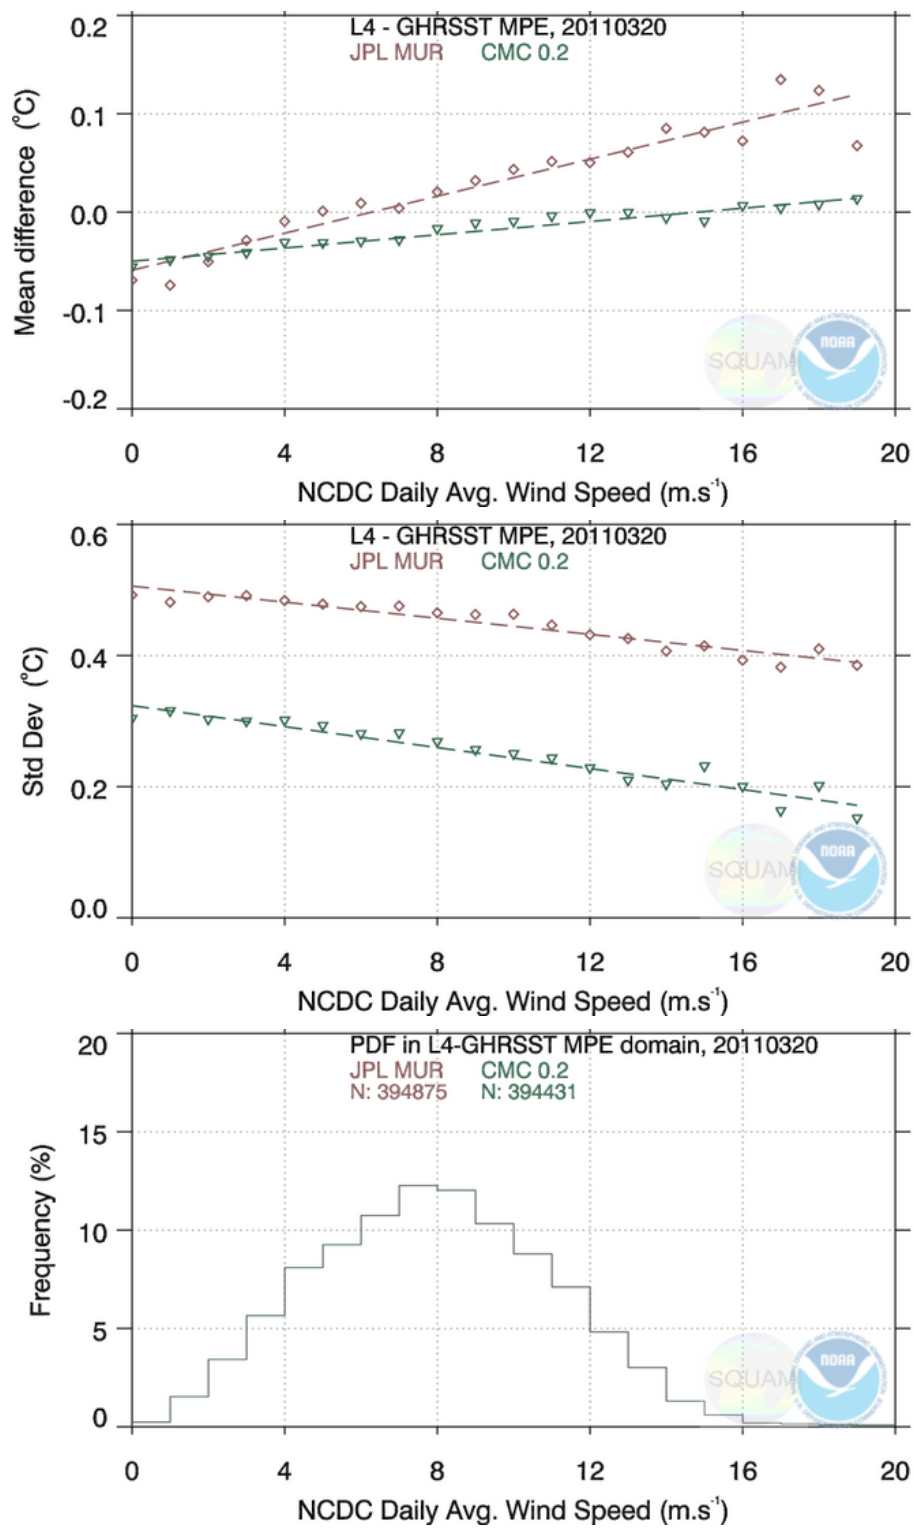 L4 - GHRSST MPE, 20110320
JPL MUR CMC 0.2
Mean difference (°C)
0.2
0.1
0.0
-0.1
-0.2
SQUAM
NOAA
0 4 8 12 16 20
NCDC Daily Avg. Wind Speed (m.s⁻¹)
L4 - GHRSST MPE, 20110320
JPL MUR CMC 0.2
Std Dev (°C)
0.6
0.4
0.2
0.0
SQUAM
NOAA
0 4 8 12 16 20
NCDC Daily Avg. Wind Speed (m.s⁻¹)
PDF in L4-GHRSST MPE domain, 20110320
JPL MUR CMC 0.2
N: 394875 N: 394431
Frequency (%)
20
15
10
5
0
SQUAM
NOAA
0 4 8 12 16 20
NCDC Daily Avg. Wind Speed (m.s⁻¹)